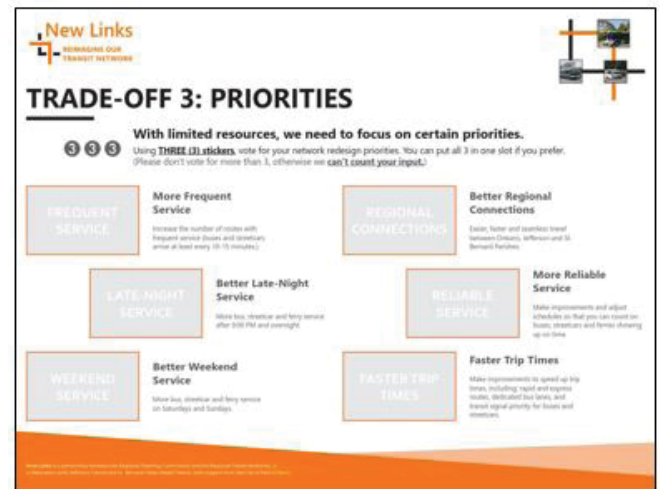 New Links
REIMAGINE OUR
TRANSIT NETWORK
TRADE-OFF 3: PRIORITIES
With limited resources, we need to focus on certain priorities.
3 3 3
Using THREE (3) stickers, vote for your network redesign priorities. You can put all 3 in one slot if you prefer.
(Please don't vote for more than 3, otherwise we can't count your input.)
FREQUENT
SERVICE
More Frequent
Service
Increase the number of routes with
frequent service (buses and streetcars
arrive at least every 10-15 minutes.)
REGIONAL
CONNECTIONS
Better Regional
Connections
Easier, faster and seamless travel
between Orleans, Jefferson and St.
Bernard Parishes
LATE-NIGHT
SERVICE
Better Late-Night
Service
More bus, streetcar and ferry service
after 9:00 PM and overnight
RELIABLE
SERVICE
More Reliable
Service
Make improvements and adjust
schedules so that you can count on
buses, streetcars and ferries showing
up on time
WEEKEND
SERVICE
Better Weekend
Service
More bus, streetcar and ferry service
on Saturdays and Sundays.
FASTER TRIP
TIMES
Faster Trip Times
Make improvements to speed up trip
times, including: rapid and express
routes, dedicated bus lanes, and
transit signal priority for buses and
streetcars.